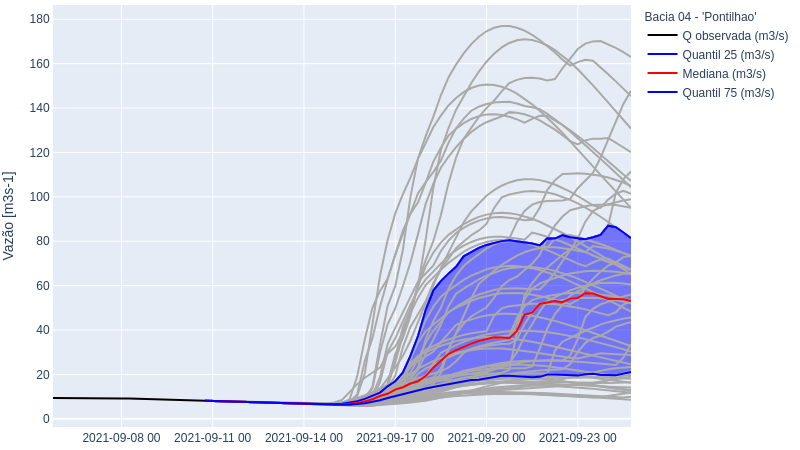 Bacia 04 - 'Pontilhao'
Q observada (m3/s)
Quantil 25 (m3/s)
Mediana (m3/s)
Quantil 75 (m3/s)
Vazão [m3s-1]
180
160
140
120
100
80
60
40
20
0
2021-09-08 00
2021-09-11 00
2021-09-14 00
2021-09-17 00
2021-09-20 00
2021-09-23 00